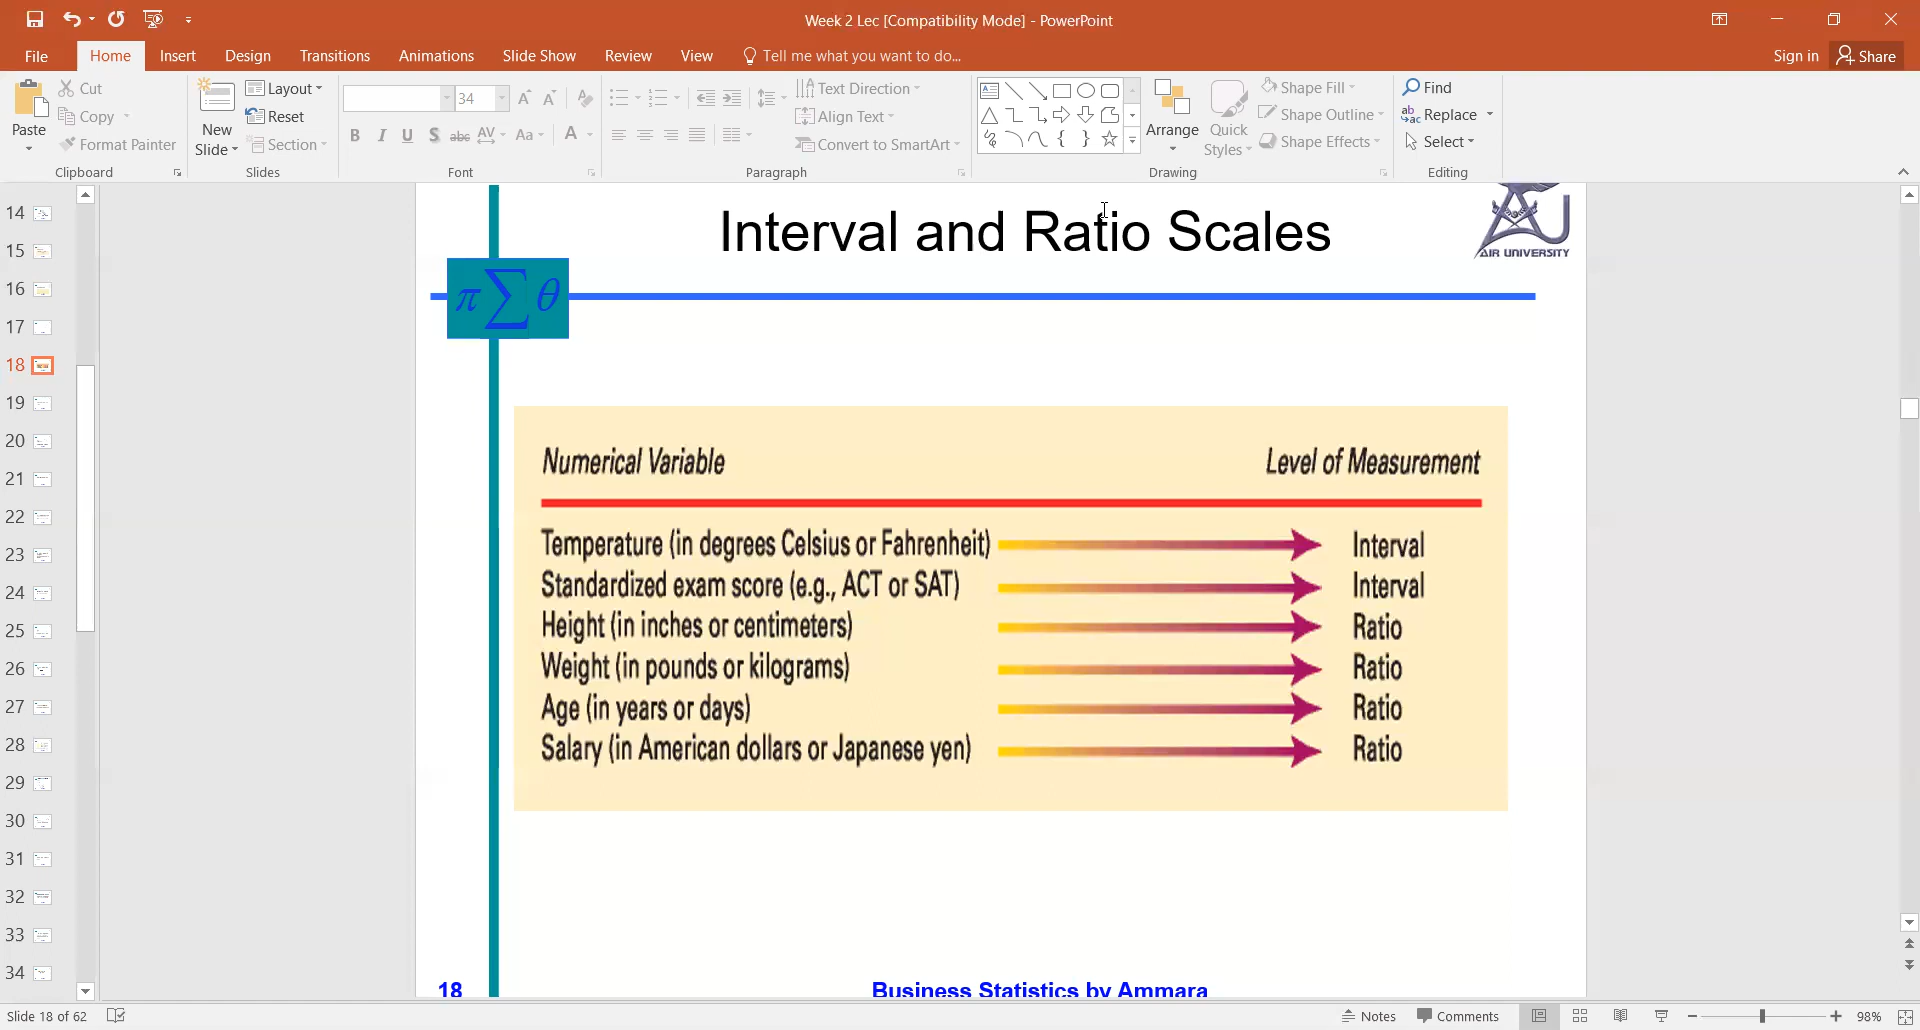 Week 2 Lec [Compatibility Mode] - PowerPoint
File Home Insert Design Transitions Animations Slide Show Review View Tell me what you want to do... Sign in Share
Paste
Cut
Copy
Format Painter
Clipboard
New Slide
Layout
Reset
Section
Slides
34
B I U S abc AV Aa A
Font
Text Direction
Align Text
Convert to SmartArt
Paragraph
Arrange
Quick Styles
Shape Fill
Shape Outline
Shape Effects
Drawing
Find
Replace
Select
Editing
14
15
16
17
18
19
20
21
22
23
24
25
26
27
28
29
30
31
32
33
34
Interval and Ratio Scales
AIR UNIVERSITY
π∑θ
Numerical Variable Level of Measurement
Temperature (in degrees Celsius or Fahrenheit) Interval
Standardized exam score (e.g., ACT or SAT) Interval
Height (in inches or centimeters) Ratio
Weight (in pounds or kilograms) Ratio
Age (in years or days) Ratio
Salary (in American dollars or Japanese yen) Ratio
18 Business Statistics by Ammara
Slide 18 of 62 Notes Comments 98%